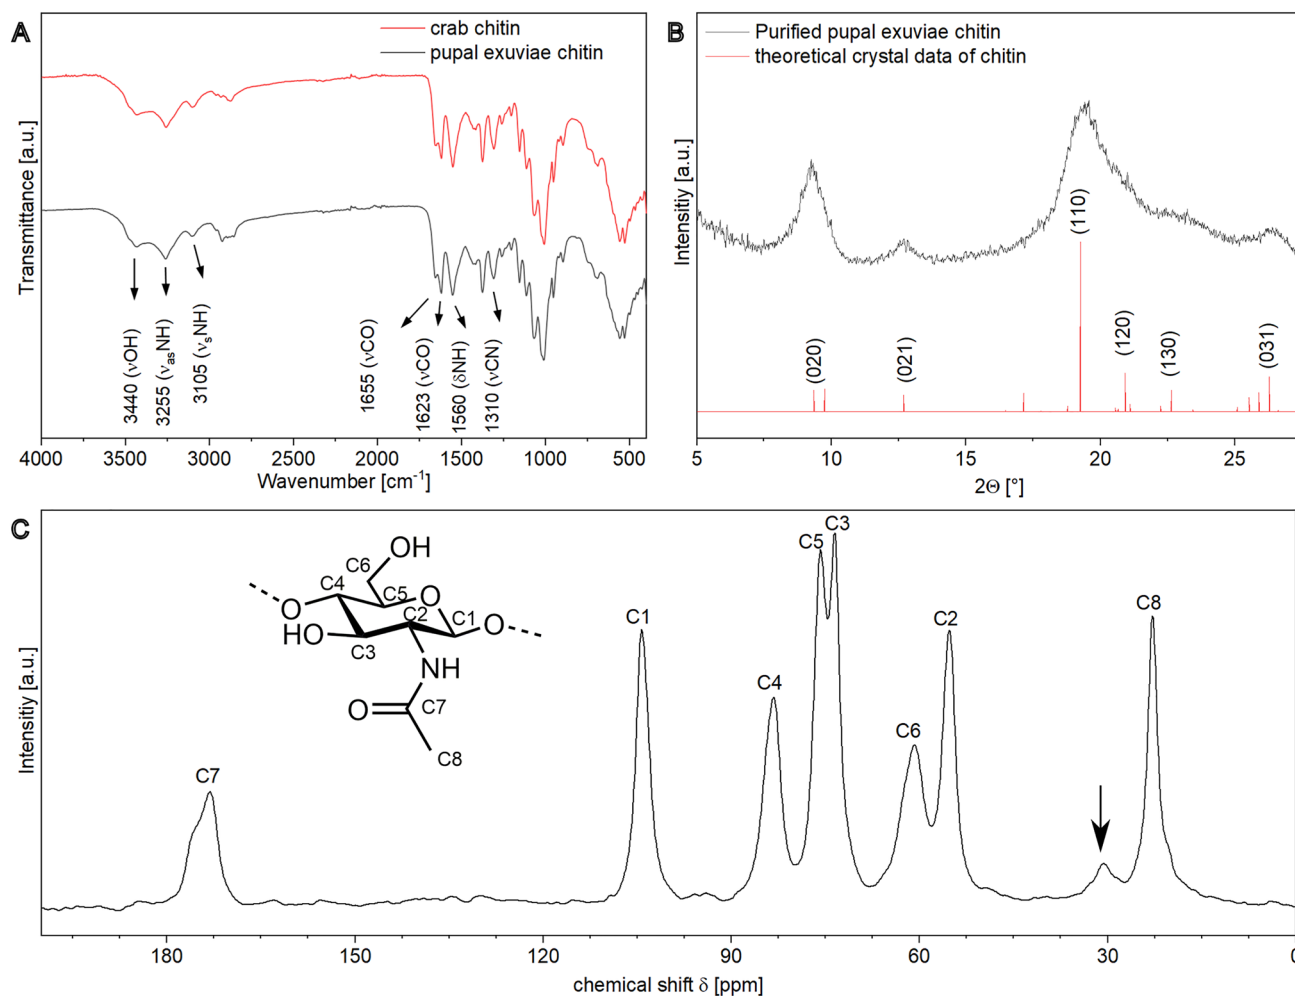 A
crab chitin
pupal exuviae chitin
Transmittance [a.u.]
3440 (νOH)
3255 (νasNH)
3105 (νsNH)
1655 (νCO)
1623 (νCO)
1560 (δNH)
1310 (νCN)
4000 3500 3000 2500 2000 1500 1000 500
Wavenumber [cm-1]
B
Purified pupal exuviae chitin
theoretical crystal data of chitin
Intensitiy [a.u.]
(020)
(021)
(110)
(120)
(130)
(031)
5 10 15 20 25
2Θ [°]
C
Intensitiy [a.u.]
C7
C1
C4
C5
C3
C6
C2
C8
OH
C6
C4
C5
O
O
C2
C1
O
HO
C3
NH
O
C7
C8
180 150 120 90 60 30 0
chemical shift δ [ppm]